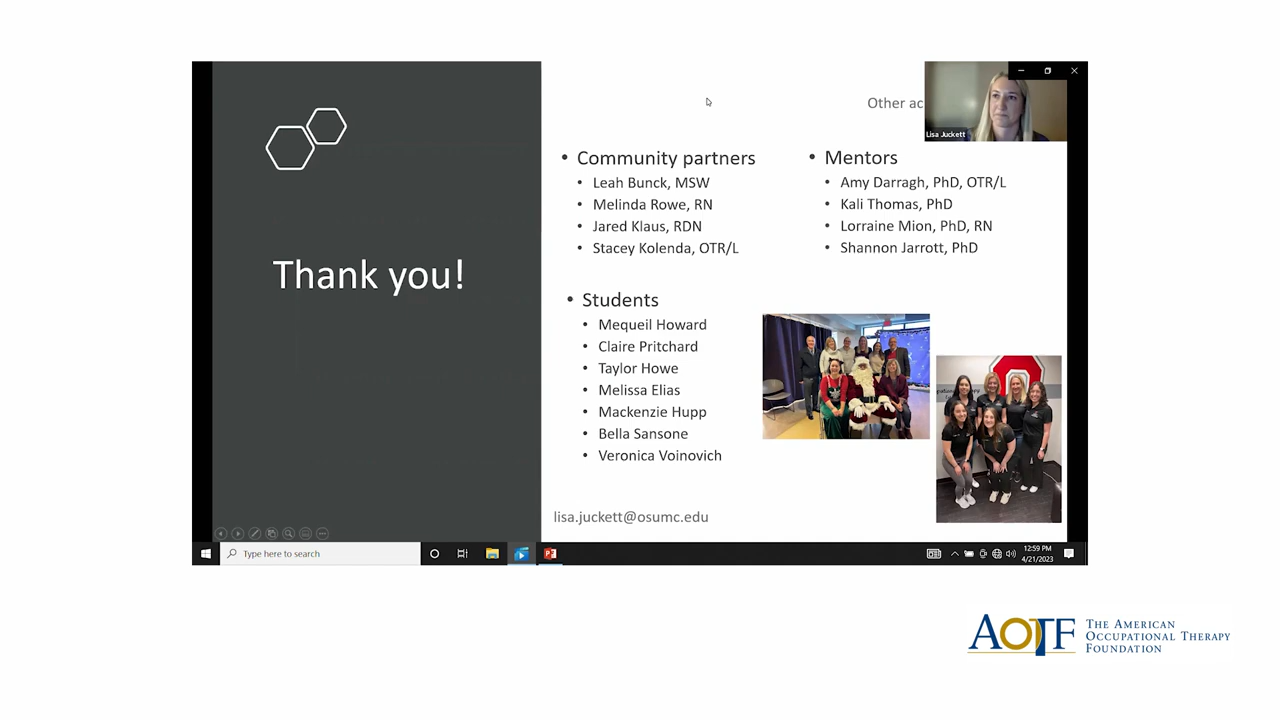 Thank you!
Other ac
Lisa Juckett
• Community partners
• Leah Bunck, MSW
• Melinda Rowe, RN
• Jared Klaus, RDN
• Stacey Kolenda, OTR/L
• Mentors
• Amy Darragh, PhD, OTR/L
• Kali Thomas, PhD
• Lorraine Mion, PhD, RN
• Shannon Jarrott, PhD
• Students
• Mequeil Howard
• Claire Pritchard
• Taylor Howe
• Melissa Elias
• Mackenzie Hupp
• Bella Sansone
• Veronica Voinovich
lisa.juckett@osumc.edu
Type here to search
12:59 PM
4/21/2023
AOTF
THE AMERICAN
OCCUPATIONAL THERAPY
FOUNDATION